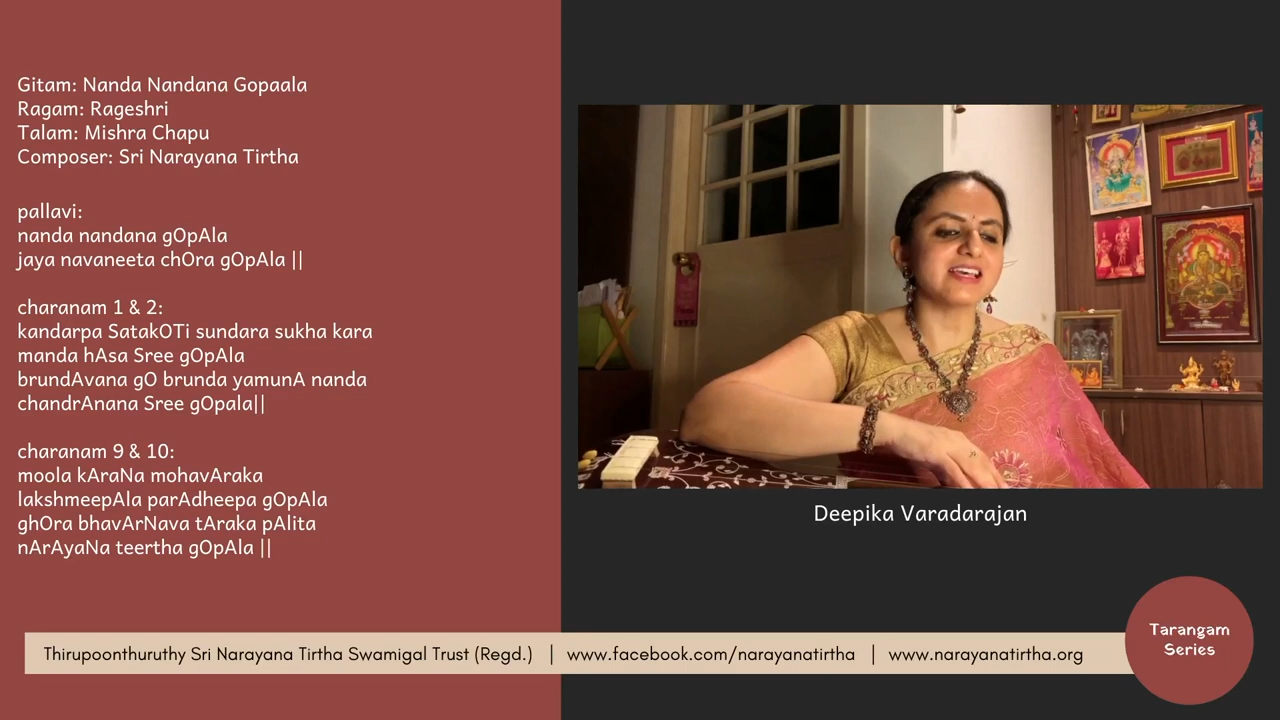 Gitam: Nanda Nandana Gopaala
Ragam: Rageshri
Talam: Mishra Chapu
Composer: Sri Narayana Tirtha
pallavi:
nanda nandana gOpAla
jaya navaneeta chOra gOpAla ||
charanam 1 & 2:
kandarpa SatakOTi sundara sukha kara
manda hAsa Sree gOpAla
brundAvana gO brunda yamunA nanda
chandrAnana Sree gOpala||
charanam 9 & 10:
moola kAraNa mohavAraka
lakshmeepAla parAdheepa gOpAla
ghOra bhavArNava tAraka pAlita
nArAyaNa teertha gOpAla ||
Deepika Varadarajan
Thirupoonthuruthy Sri Narayana Tirtha Swamigal Trust (Regd.) | www.facebook.com/narayanatirtha | www.narayanatirtha.org
Tarangam
Series